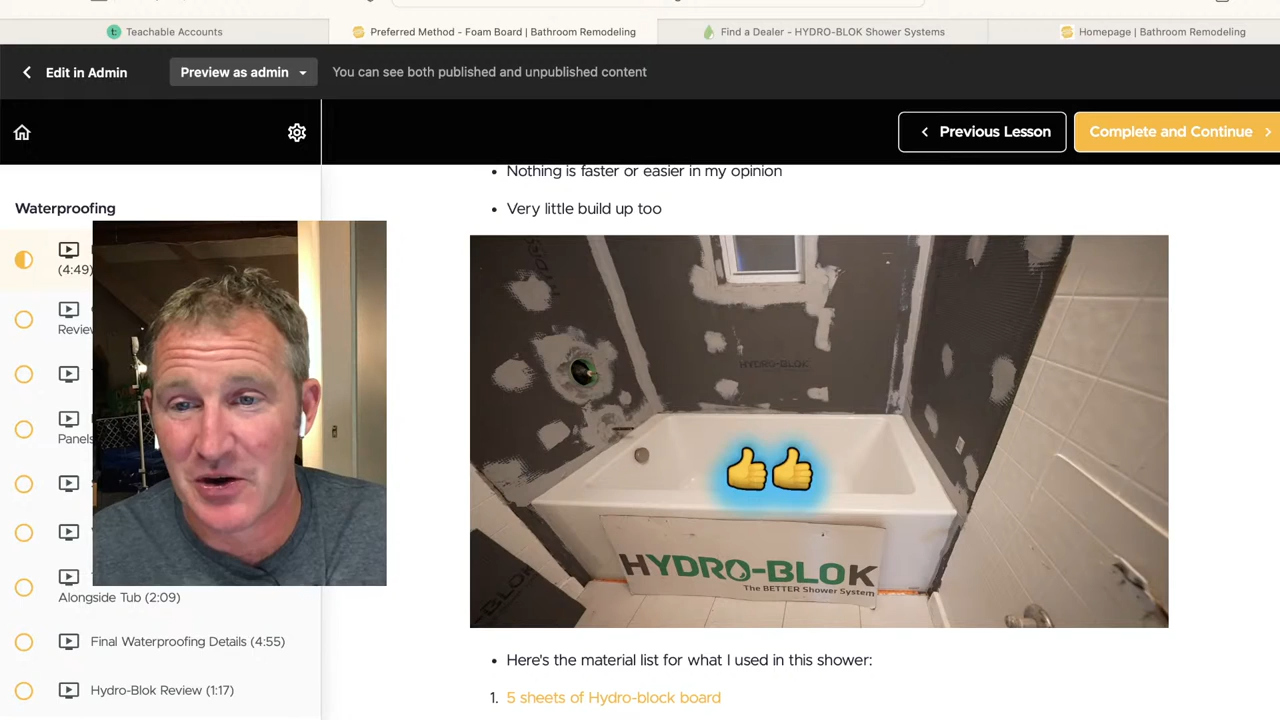 Teachable Accounts
Preferred Method - Foam Board | Bathroom Remodeling
Find a Dealer - HYDRO-BLOK Shower Systems
Homepage | Bathroom Remodeling
Edit in Admin
Preview as admin
You can see both published and unpublished content
Previous Lesson
Complete and Continue
Waterproofing
(4:49)
Review
Panels
Alongside Tub (2:09)
Final Waterproofing Details (4:55)
Hydro-Blok Review (1:17)
• Nothing is faster or easier in my opinion
• Very little build up too
HYDRO-BLOK
HYDRO-BLOK
The BETTER Shower System
• Here's the material list for what I used in this shower:
1. 5 sheets of Hydro-block board